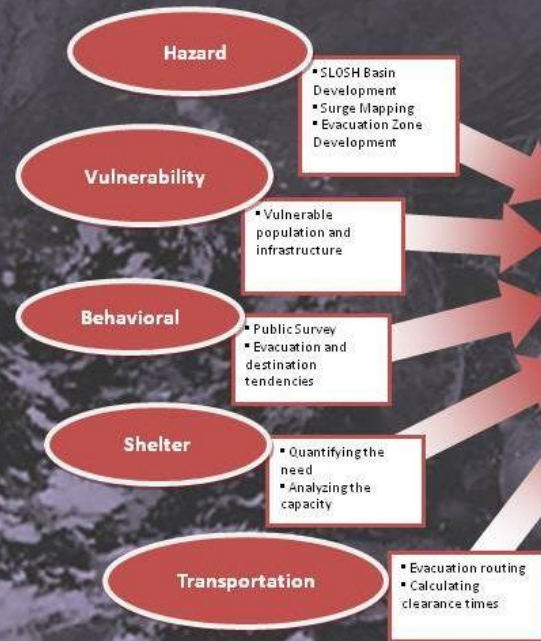 Hazard
▪ SLOSH Basin
Development
▪ Surge Mapping
▪ Evacuation Zone
Development
Vulnerability
▪ Vulnerable
population and
infrastructure
Behavioral
▪ Public Survey
▪ Evacuation and
destination
tendencies
Shelter
▪ Quantifying the
need
▪ Analyzing the
capacity
Transportation
▪ Evacuation routing
▪ Calculating
clearance times